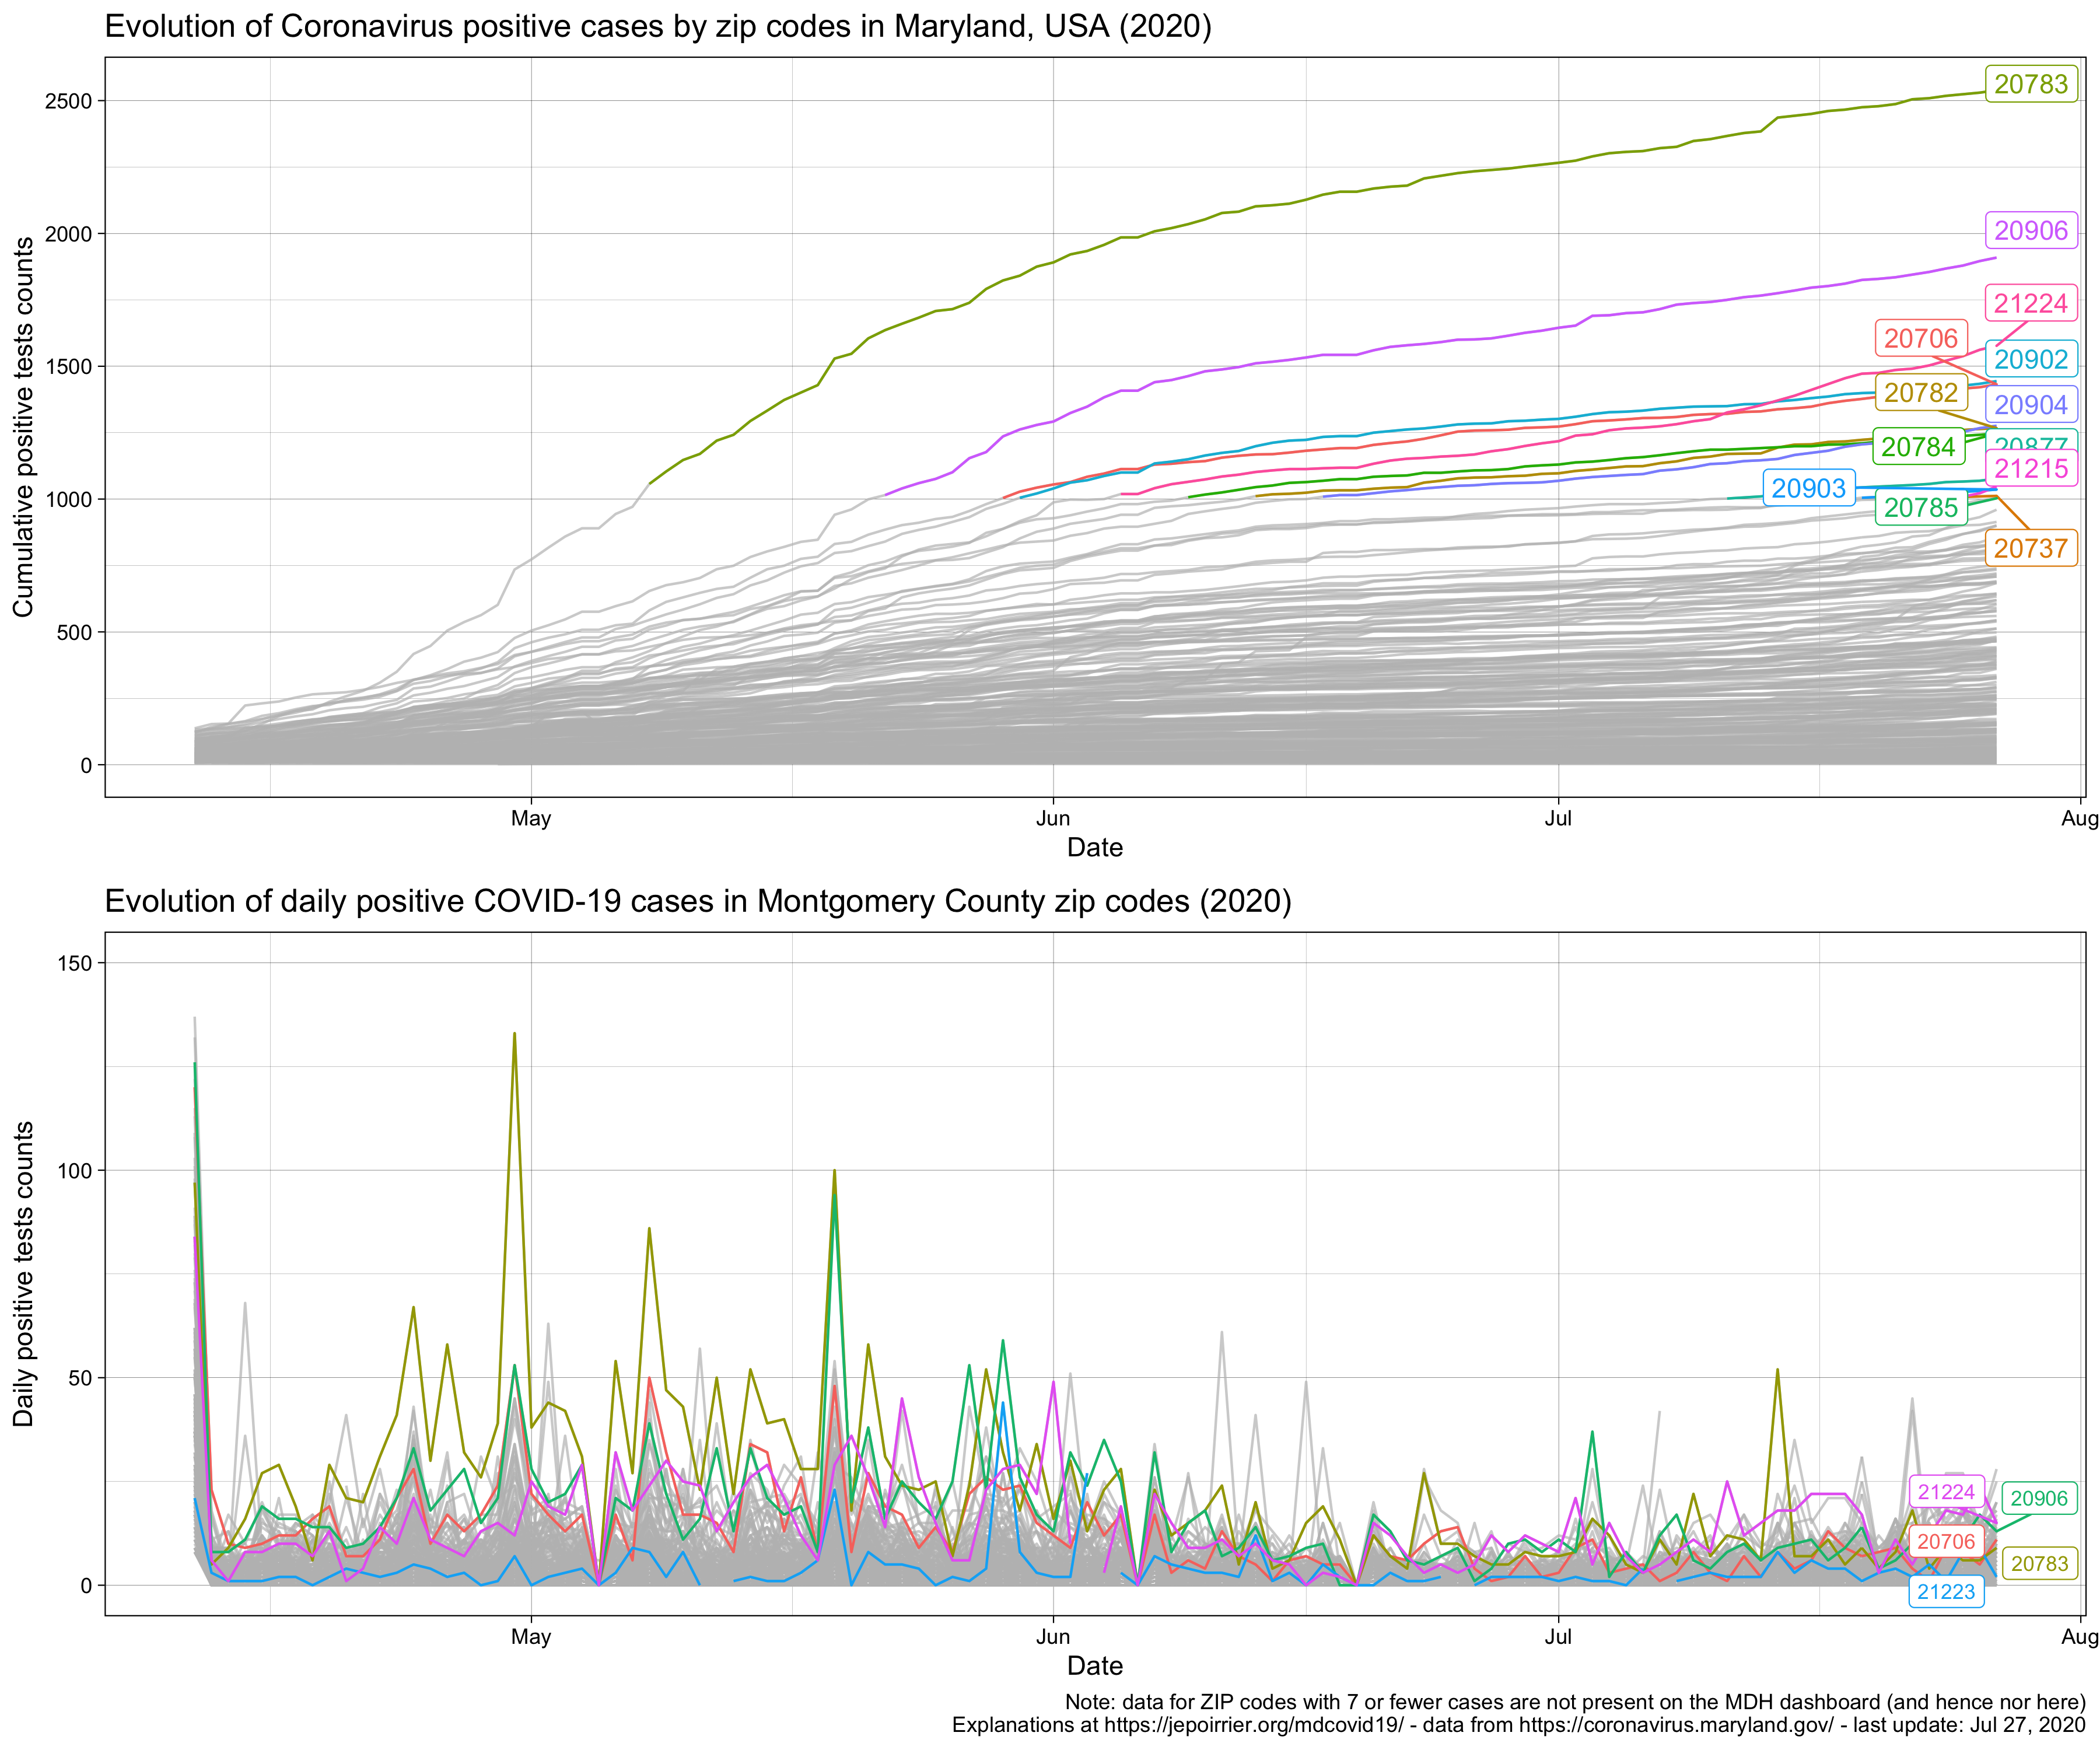 Evolution of Coronavirus positive cases by zip codes in Maryland, USA (2020)
Cumulative positive tests counts
2500
2000
1500
1000
500
0
20783
20906
21224
20706
20902
20782
20904
20784
20877
21215
20903
20785
20737
May
Jun
Jul
Aug
Date
Evolution of daily positive COVID-19 cases in Montgomery County zip codes (2020)
Daily positive tests counts
150
100
50
0
21224
20906
20706
20783
21223
May
Jun
Jul
Aug
Date
Note: data for ZIP codes with 7 or fewer cases are not present on the MDH dashboard (and hence nor here)
Explanations at https://jepoirrier.org/mdcovid19/ - data from https://coronavirus.maryland.gov/ - last update: Jul 27, 2020